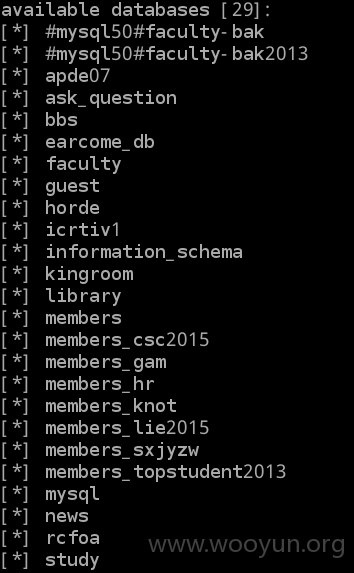 available databases [29]:
[*] #mysql50#faculty-bak
[*] #mysql50#faculty-bak2013
[*] apde07
[*] ask_question
[*] bbs
[*] earcome_db
[*] faculty
[*] guest
[*] horde
[*] icrtiv1
[*] information_schema
[*] kingroom
[*] library
[*] members
[*] members_csc2015
[*] members_gam
[*] members_hr
[*] members_knot
[*] members_lie2015
[*] members_sxjyzw
[*] members_topstudent2013
[*] mysql
[*] news
[*] rcfoa
[*] study
www.wooyun.org